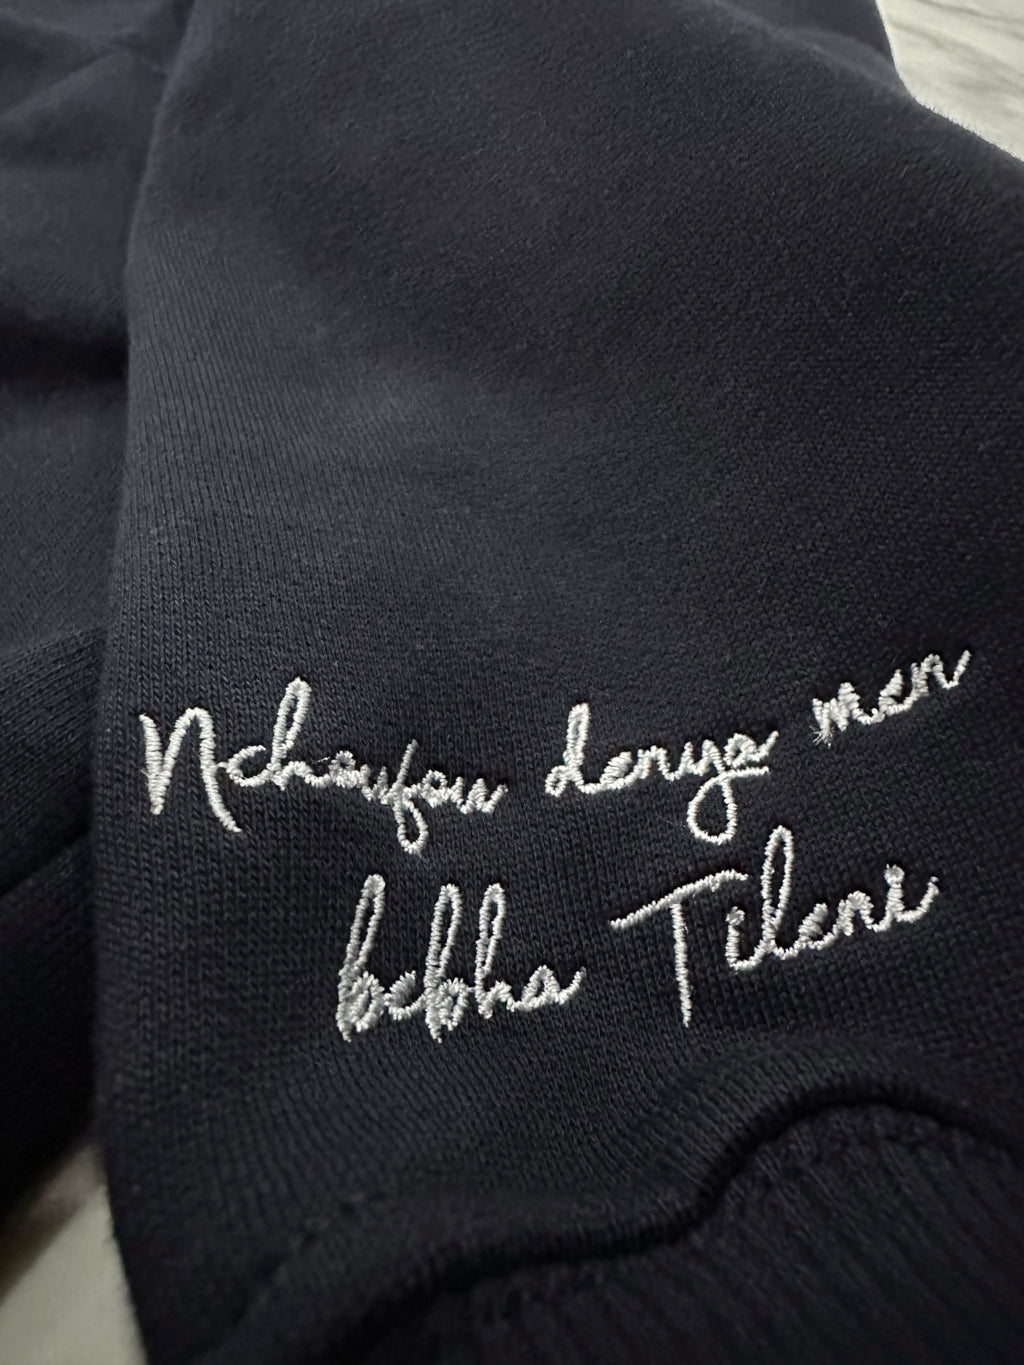 Nchoufou denya men
bebha Tileni